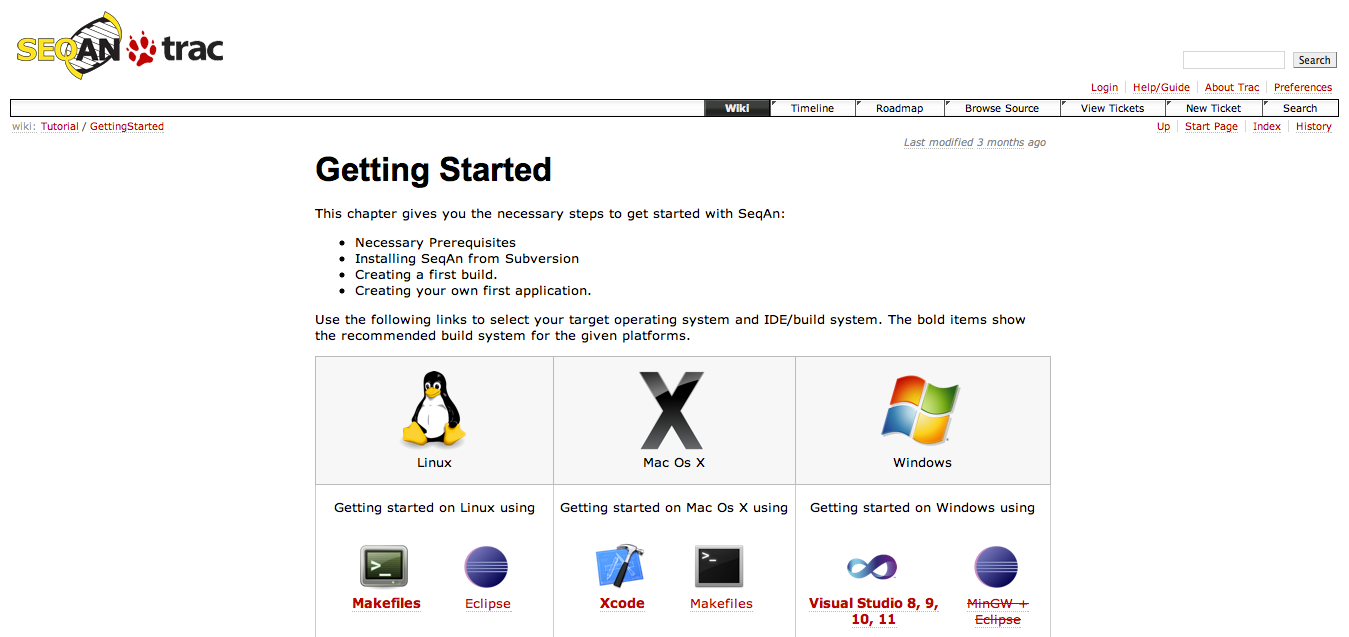 SEQAN trac
Search
Login Help/Guide About Trac Preferences
Wiki Timeline Roadmap Browse Source View Tickets New Ticket Search
wiki: Tutorial / GettingStarted Up Start Page Index History
Last modified 3 months ago
Getting Started
This chapter gives you the necessary steps to get started with SeqAn:
• Necessary Prerequisites
• Installing SeqAn from Subversion
• Creating a first build.
• Creating your own first application.
Use the following links to select your target operating system and IDE/build system. The bold items show
the recommended build system for the given platforms.
Linux Mac Os X Windows
Getting started on Linux using Getting started on Mac Os X using Getting started on Windows using
Makefiles Eclipse Xcode Makefiles Visual Studio 8, 9, MinGW +
10, 11 Eclipse